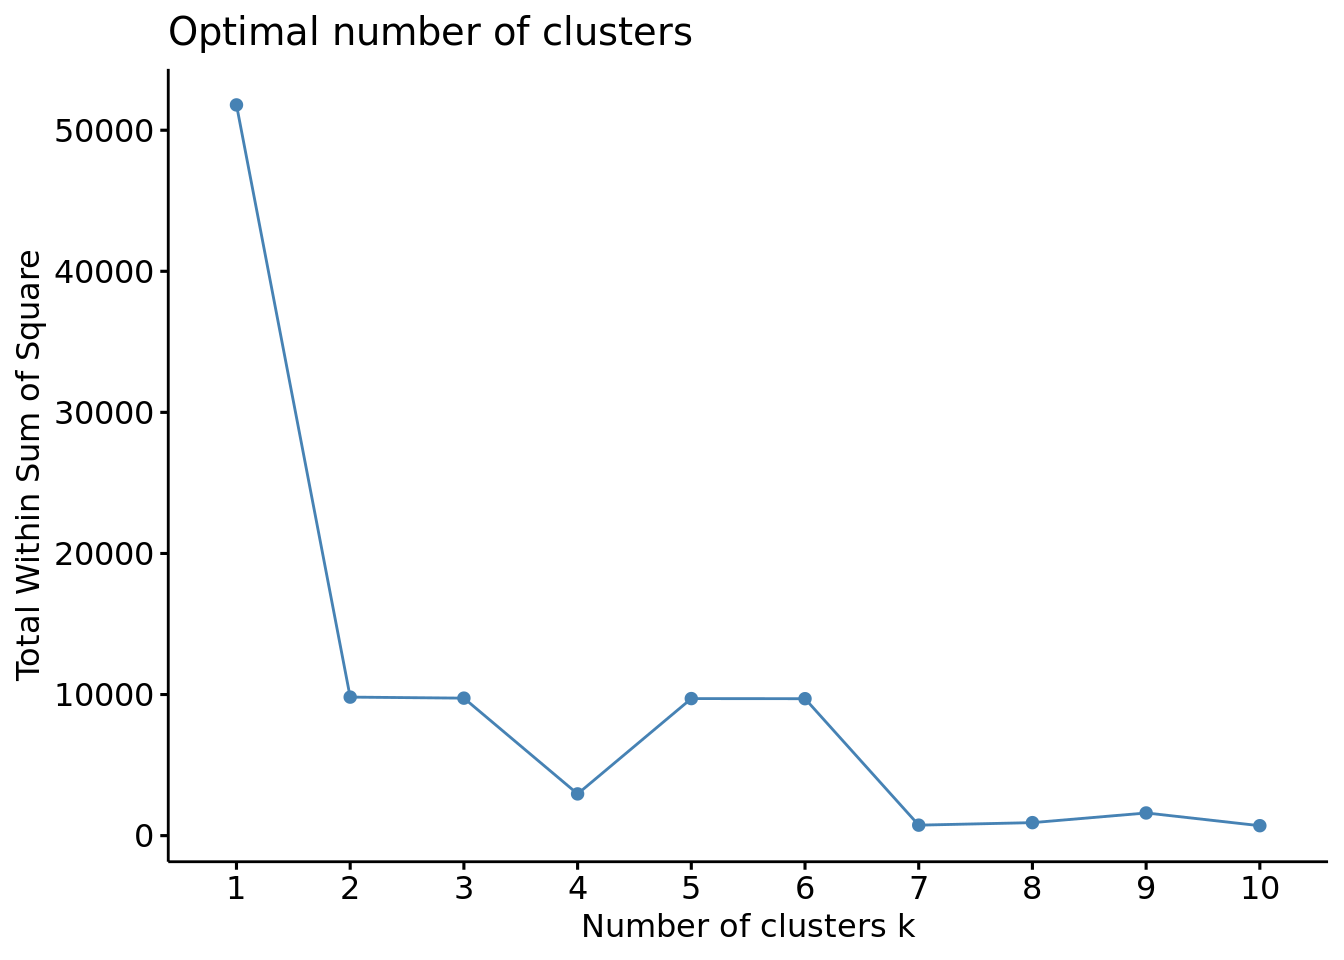 Optimal number of clusters
Total Within Sum of Square
50000
40000
30000
20000
10000
0
1 2 3 4 5 6 7 8 9 10
Number of clusters k